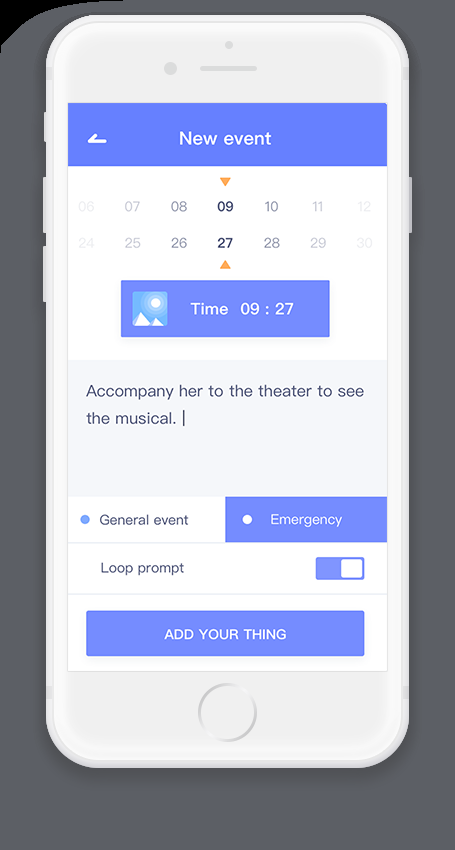 New event
06 07 08 09 10 11 12
24 25 26 27 28 29 30
Time 09 : 27
Accompany her to the theater to see
the musical.
General event Emergency
Loop prompt
ADD YOUR THING